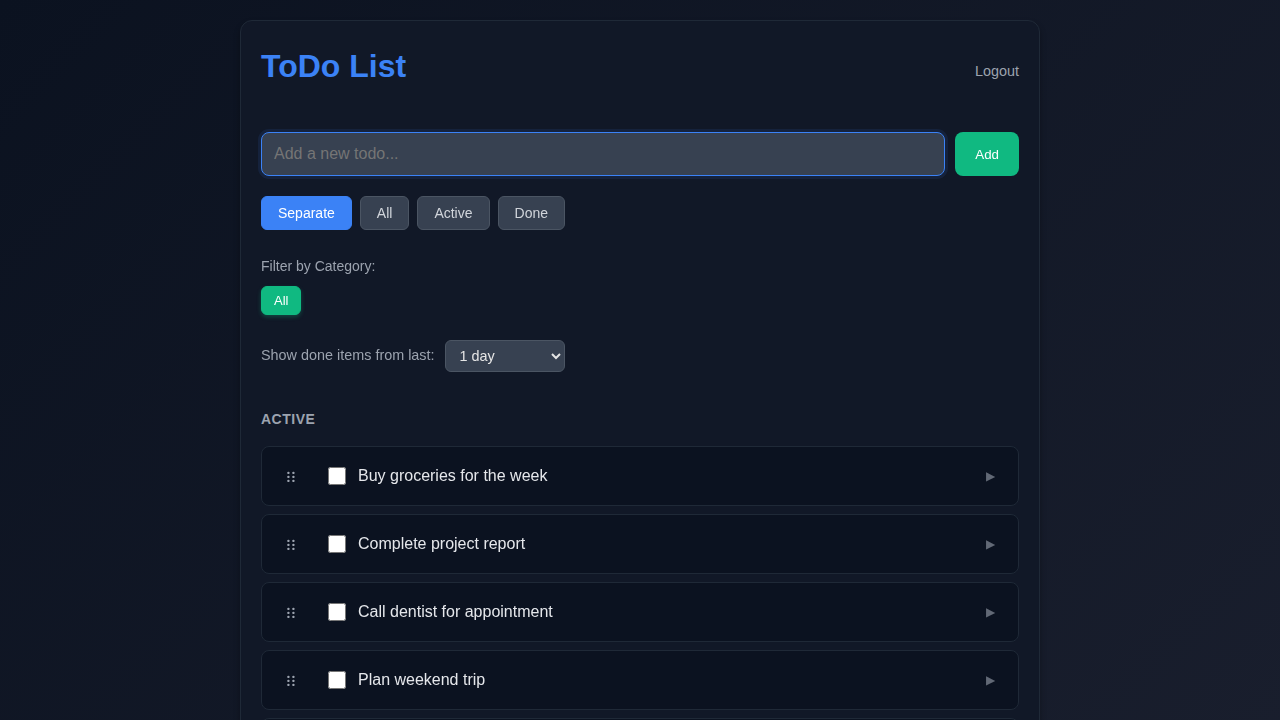 ToDo List
Logout
Add a new todo...
Add
Separate
All
Active
Done
Filter by Category:
All
Show done items from last:
1 day
ACTIVE
Buy groceries for the week
Complete project report
Call dentist for appointment
Plan weekend trip